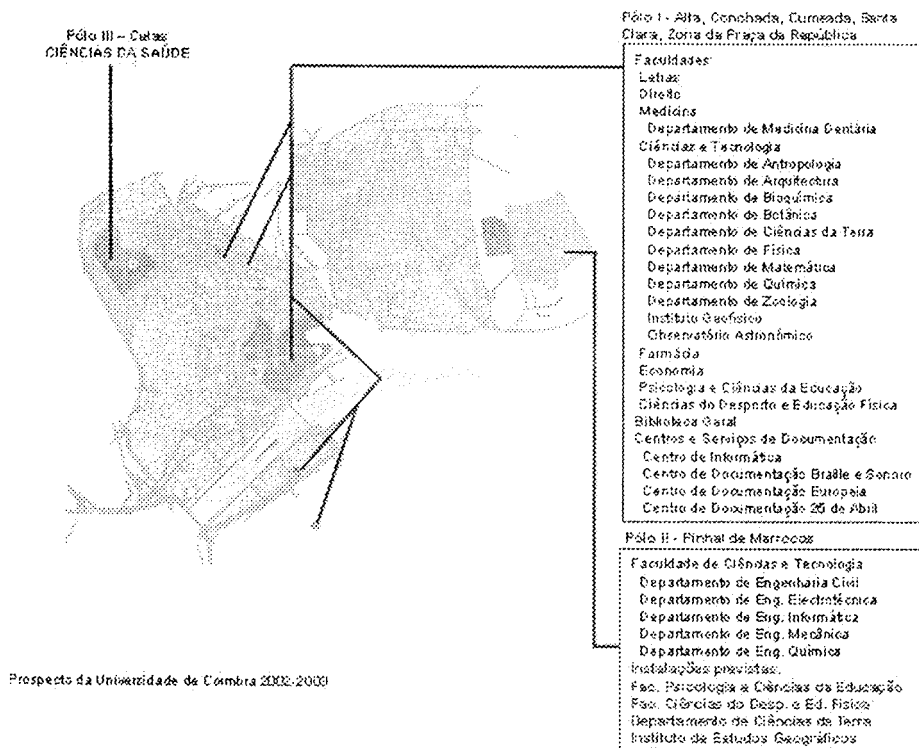 Pólo III - Celas
CIÊNCIAS DA SAÚDE
Pólo I - Alta, Conchada, Cumeada, Santa
Clara, Zona da Praça da República
Faculdades:
Letras
Direito
Medicina
Departamento de Medicina Dentária
Ciências e Tecnologia
Departamento de Antropologia
Departamento de Arquitectura
Departamento de Bioquímica
Departamento de Botânica
Departamento de Ciências da Terra
Departamento de Física
Departamento de Matemática
Departamento de Química
Departamento de Zoologia
Instituto Geofísico
Observatório Astronómico
Farmácia
Economia
Psicologia e Ciências da Educação
Ciências do Desporto e Educação Física
Biblioteca Geral
Centros e Serviços de Documentação
Centro de Informática
Centro de Documentação Braille e Sonoro
Centro de Documentação Europeia
Centro de Documentação 25 de Abril
Pólo II - Pinhal de Marrocos
Faculdade de Ciências e Tecnologia
Departamento de Engenharia Civil
Departamento de Eng. Electrotécnica
Departamento de Eng. Informática
Departamento de Eng. Mecânica
Departamento de Eng. Química
Instalações previstas:
Fac. Psicologia e Ciências da Educação
Fac. Ciências do Desp. e Ed. Física
Departamento de Ciências da Terra
Instituto de Estudos Geográficos
Prospecto da Universidade de Coimbra 2002-2003